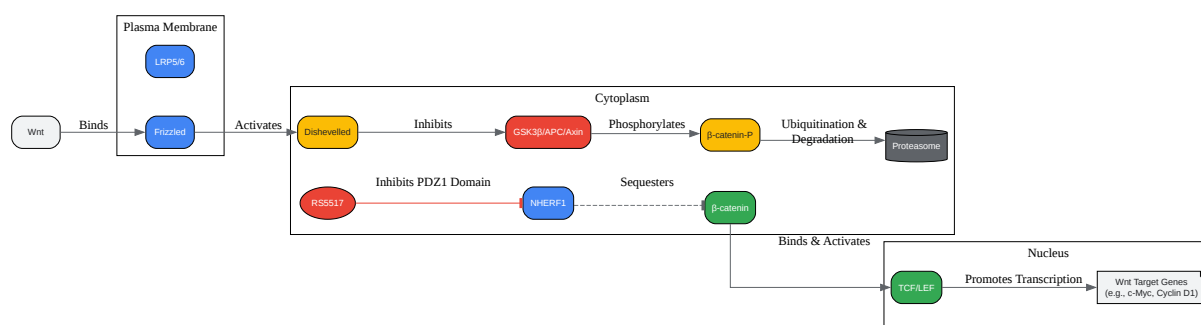 Plasma Membrane
LRP5/6
Wnt
Binds
Frizzled
Activates
Cytoplasm
Dishevelled
Inhibits
GSK3β/APC/Axin
Phosphorylates
β-catenin-P
Ubiquitination &
Degradation
Proteasome
RS5517
Inhibits PDZ1 Domain
NHERF1
Sequesters
β-catenin
Binds & Activates
Nucleus
TCF/LEF
Promotes Transcription
Wnt Target Genes
(e.g., c-Myc, Cyclin D1)